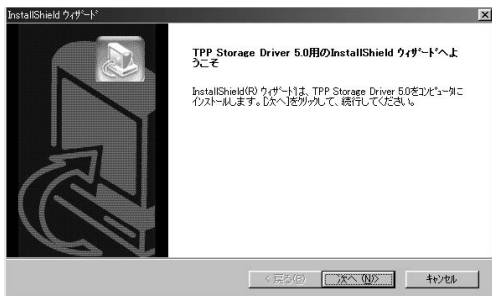 InstallShield ウィザード
TPP Storage Driver 5.0用のInstallShield ウィザードへよ
うこそ
InstallShield(R) ウィザードは、TPP Storage Driver 5.0をコンピュータに
インストールします。[次へ]をクリックして、続行してください。
< 戻る(B)
次へ (N)>
キャンセル